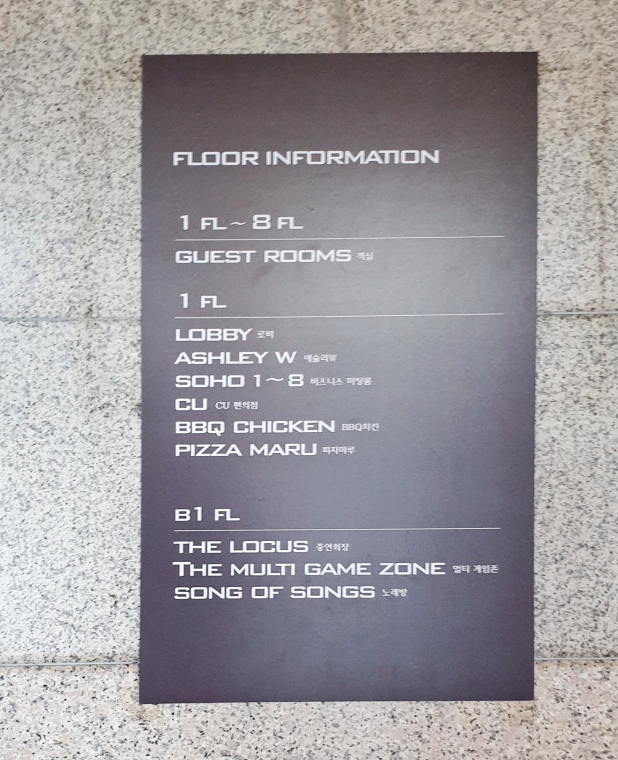 FLOOR INFORMATION
1 FL ~ 8 FL
GUEST ROOMS 객실
1 FL
LOBBY 로비
ASHLEY W 애슐리W
SOHO 1~8 비즈니스 미팅룸
CU CU 편의점
BBQ CHICKEN BBQ치킨
PIZZA MARU 피자마루
B1 FL
THE LOCUS 중연회장
THE MULTI GAME ZONE 멀티 게임존
SONG OF SONGS 노래방